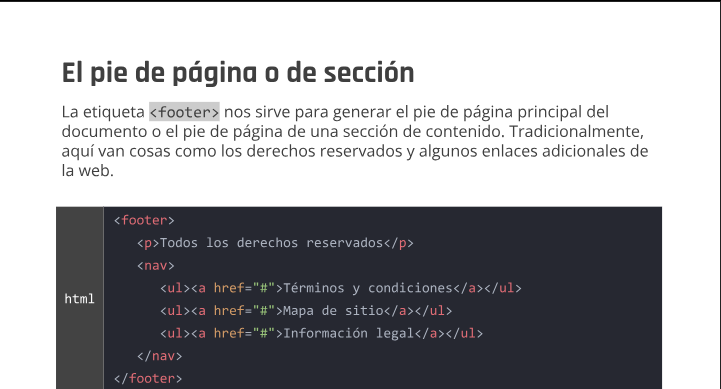 El pie de página o de sección
La etiqueta <footer> nos sirve para generar el pie de página principal del
documento o el pie de página de una sección de contenido. Tradicionalmente,
aquí van cosas como los derechos reservados y algunos enlaces adicionales de
la web.
<footer>
<p>Todos los derechos reservados</p>
<nav>
html
<ul><a href="#">Términos y condiciones</a></ul>
<ul><a href="#">Mapa de sitio</a></ul>
<ul><a href="#">Información legal</a></ul>
</nav>
</footer>